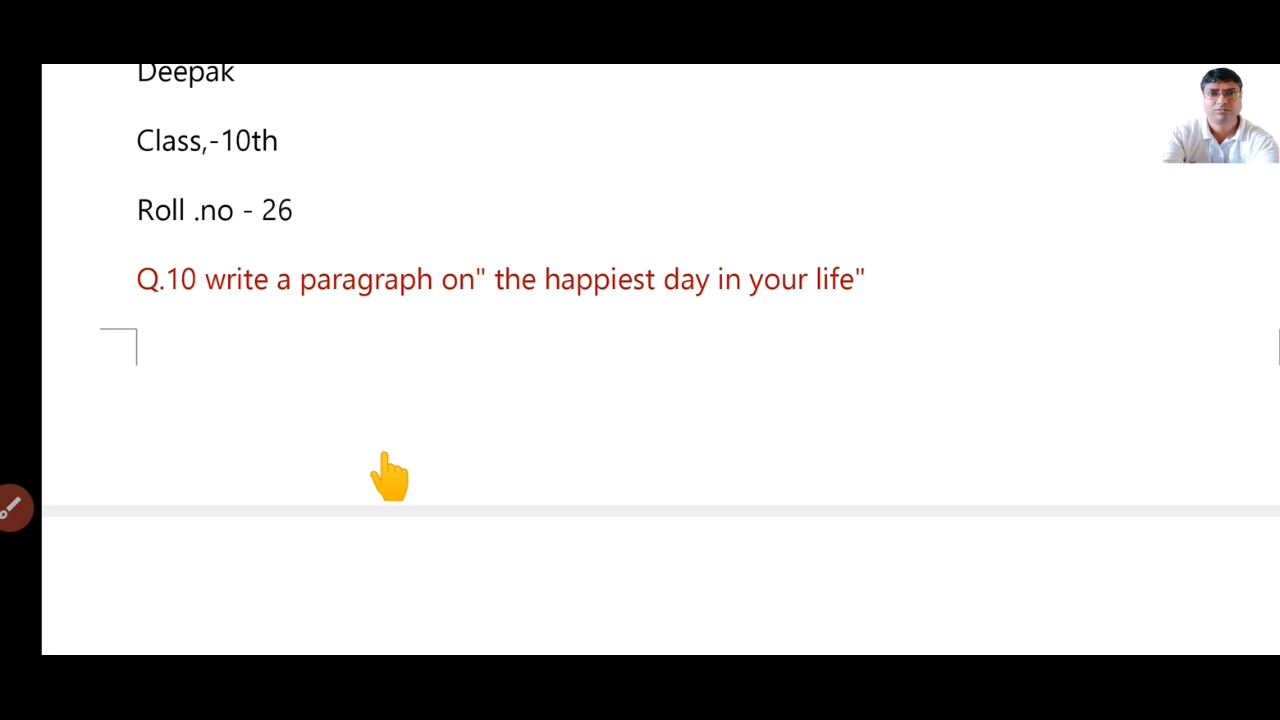 Deepak
Class,-10th
Roll .no - 26
Q.10 write a paragraph on" the happiest day in your life"